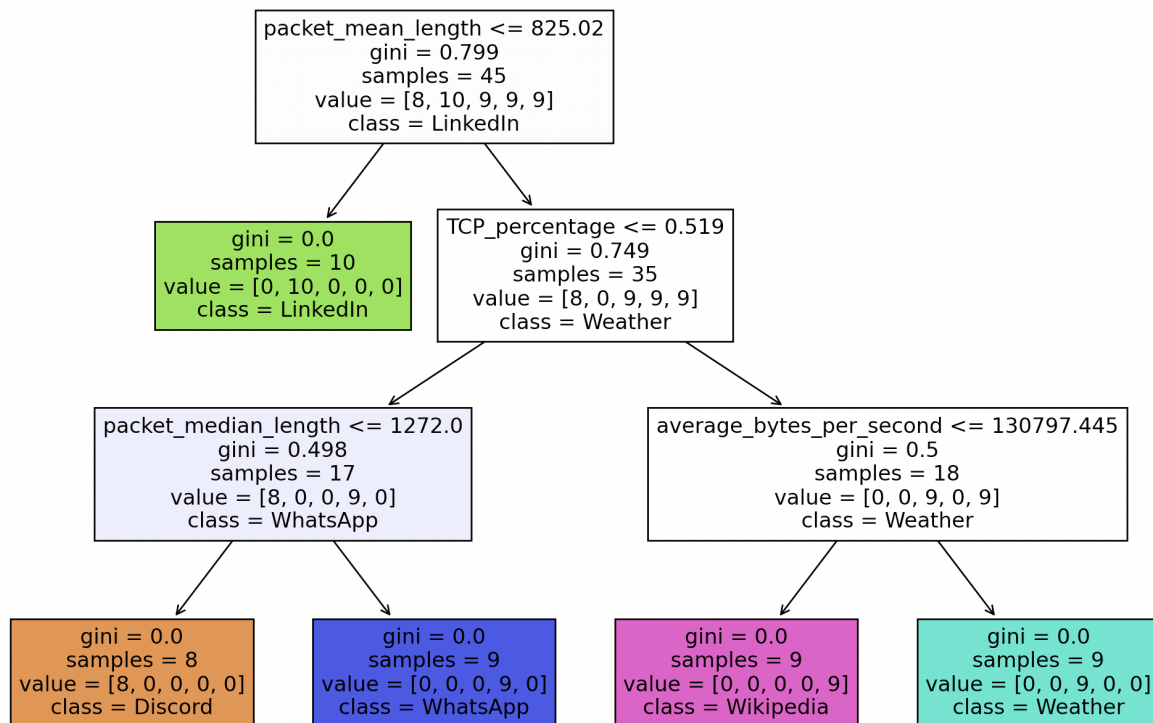 packet_mean_length <= 825.02
gini = 0.799
samples = 45
value = [8, 10, 9, 9, 9]
class = LinkedIn
gini = 0.0
samples = 10
value = [0, 10, 0, 0, 0]
class = LinkedIn
TCP_percentage <= 0.519
gini = 0.749
samples = 35
value = [8, 0, 9, 9, 9]
class = Weather
packet_median_length <= 1272.0
gini = 0.498
samples = 17
value = [8, 0, 0, 9, 0]
class = WhatsApp
average_bytes_per_second <= 130797.445
gini = 0.5
samples = 18
value = [0, 0, 9, 0, 9]
class = Weather
gini = 0.0
samples = 8
value = [8, 0, 0, 0, 0]
class = Discord
gini = 0.0
samples = 9
value = [0, 0, 0, 9, 0]
class = WhatsApp
gini = 0.0
samples = 9
value = [0, 0, 0, 0, 9]
class = Wikipedia
gini = 0.0
samples = 9
value = [0, 0, 9, 0, 0]
class = Weather